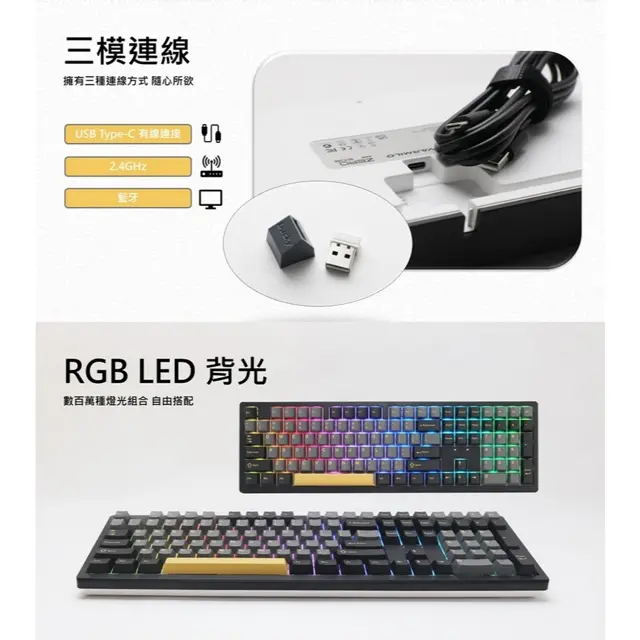 三模連線
擁有三種連線方式 隨心所欲
USB Type-C 有線連接
2.4GHz
藍牙
RGB LED 背光
數百萬種燈光組合 自由搭配